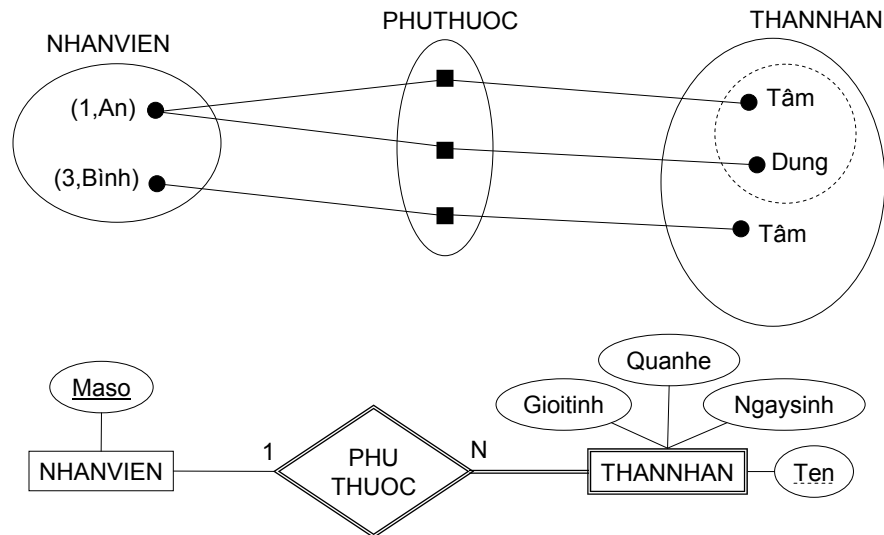 PHUTHUOC
THANNHAN
NHANVIEN
(1,An)
Tâm
Dung
(3,Bình)
Tâm
Quanhe
Maso
Gioitinh
Ngaysinh
1
N
NHANVIEN
PHU
THUOC
THANNHAN
Ten